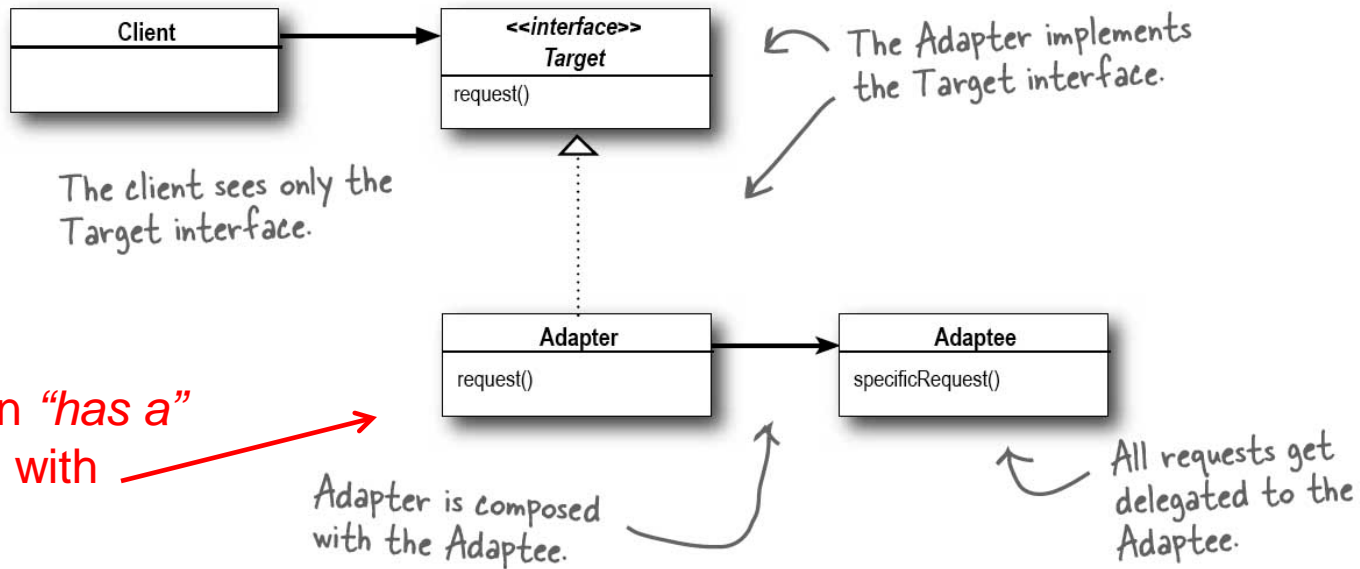 Client
<<interface>>
Target
request()
The Adapter implements
the Target interface.
The client sees only the
Target interface.
Adapter
request()
Adaptee
specificRequest()
“has a”
with
Adapter is composed
with the Adaptee.
All requests get
delegated to the
Adaptee.